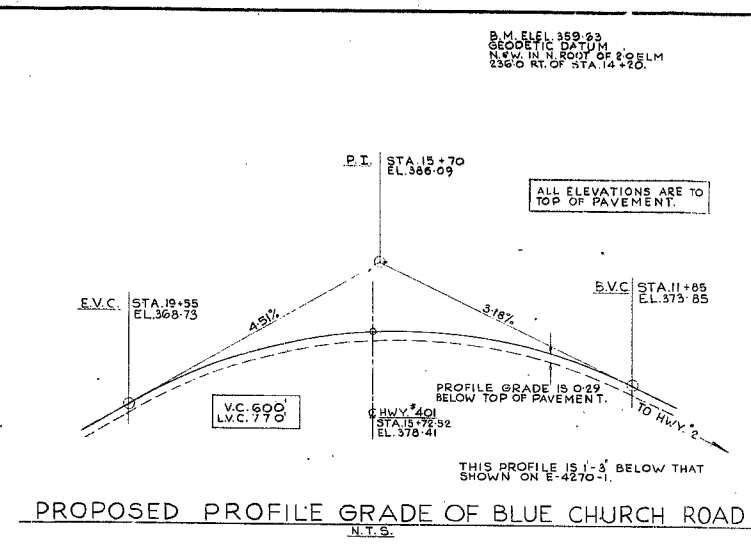 B.M. ELEL. 359.63
GEODETIC DATUM
N.&W. IN N. ROOT OF 2.0 ELM
236.0 RT. OF STA. 14+20.
P.I. STA. 15+70
EL. 386.09
ALL ELEVATIONS ARE TO
TOP OF PAVEMENT.
E.V.C. STA. 19+55
EL. 368.73
B.V.C STA. 11+85
EL. 373.85
4.51%
3.18%
V.C. 600'
L.V.C. 770'
PROFILE GRADE IS 0.29
BELOW TOP OF PAVEMENT.
℄ HWY. #401
STA. 15+72.52
EL. 378.41
TO HWY. #2
THIS PROFILE IS 1'-3" BELOW THAT
SHOWN ON E-4270-1.
PROPOSED PROFILE GRADE OF BLUE CHURCH ROAD
N.T.S.